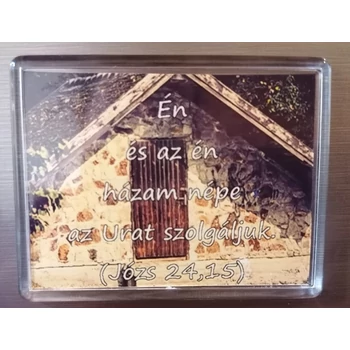 Én
és az én
házam népe
az Urat szolgáljuk.
(Józs 24,15)